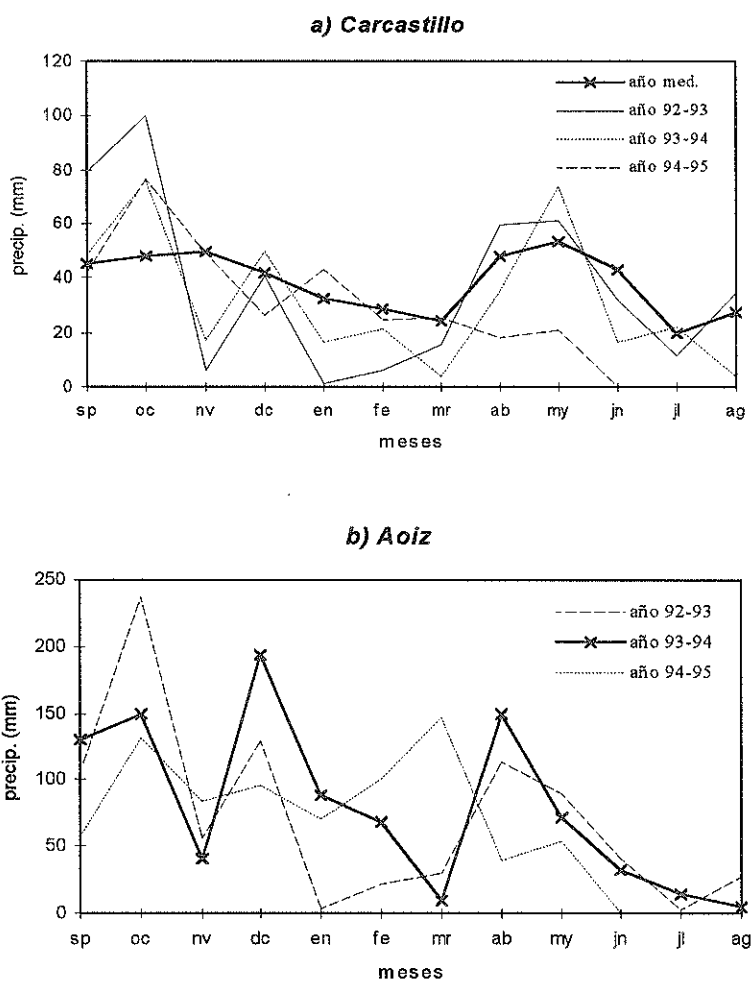 a) Carcastillo
120
100
80
60
40
20
0
precip. (mm)
año med.
año 92-93
año 93-94
año 94-95
sp oc nv dc en fe mr ab my jn jl ag
meses
b) Aoiz
250
200
150
100
50
0
precip. (mm)
año 92-93
año 93-94
año 94-95
sp oc nv dc en fe mr ab my jn jl ag
meses